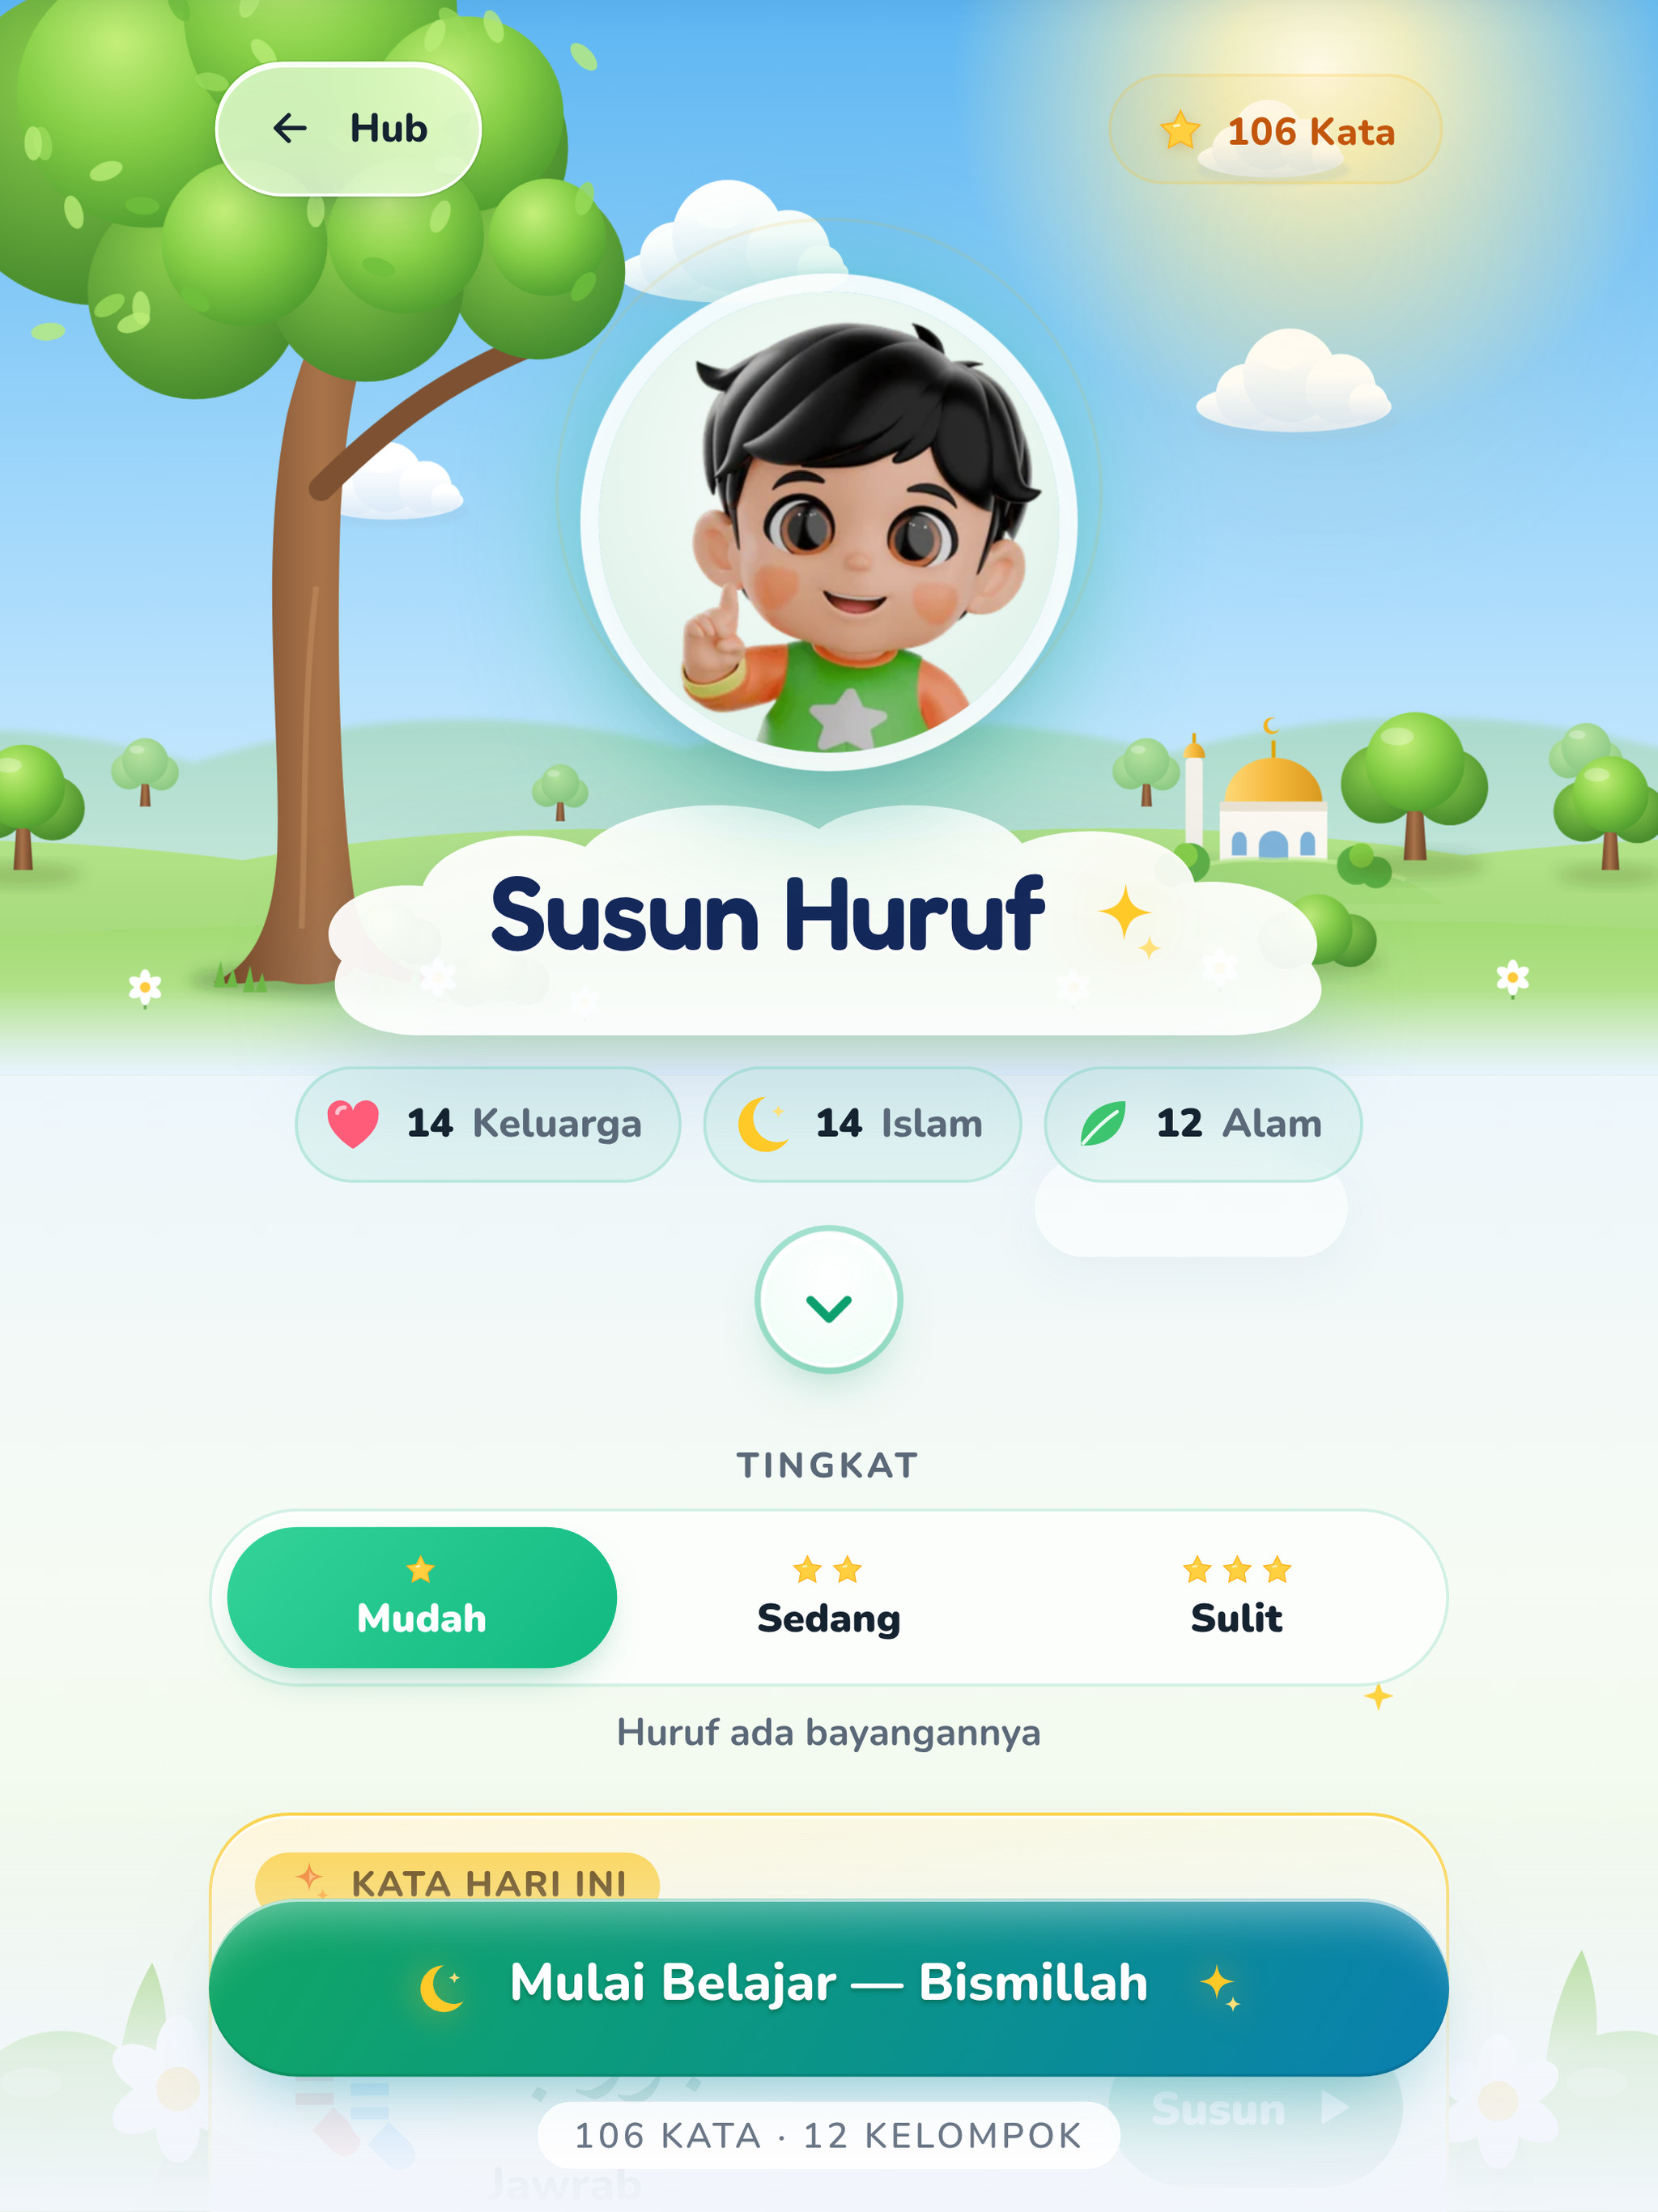 Hub
106 Kata
Susun Huruf
14 Keluarga
14 Islam
12 Alam
TINGKAT
Mudah
Sedang
Sulit
Huruf ada bayangannya
KATA HARI INI
Mulai Belajar — Bismillah
Susun
106 KATA · 12 KELOMPOK
Jawrab